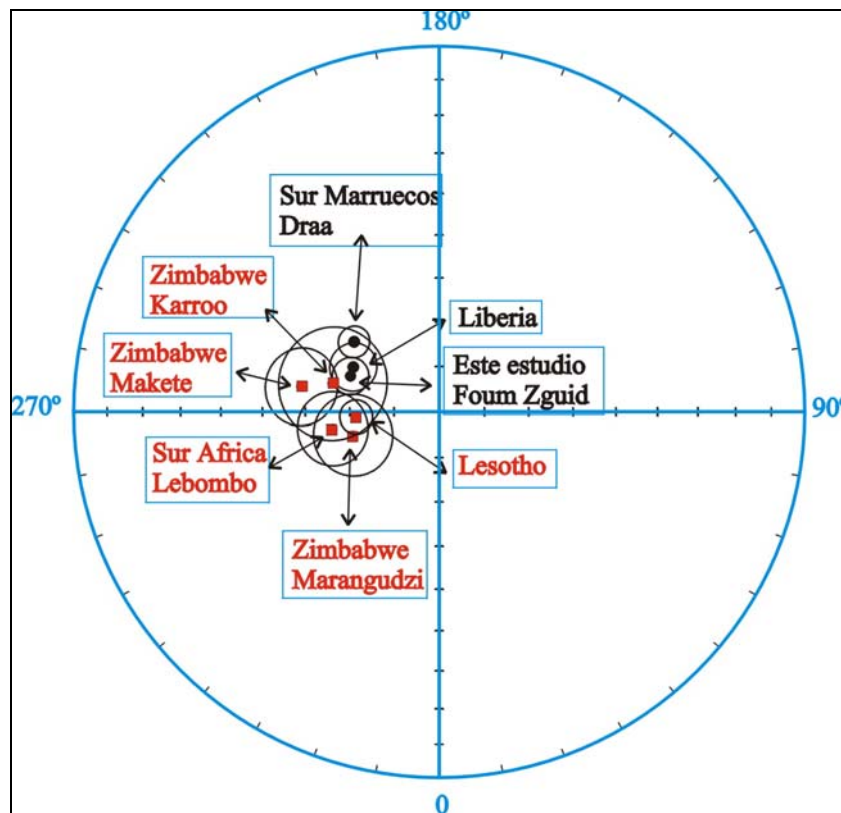 180º
Sur Marruecos
Draa
Zimbabwe
Karroo
Liberia
Zimbabwe
Makete
Este estudio
Foum Zguid
270º
90º
Sur Africa
Lebombo
Lesotho
Zimbabwe
Marangudzi
0